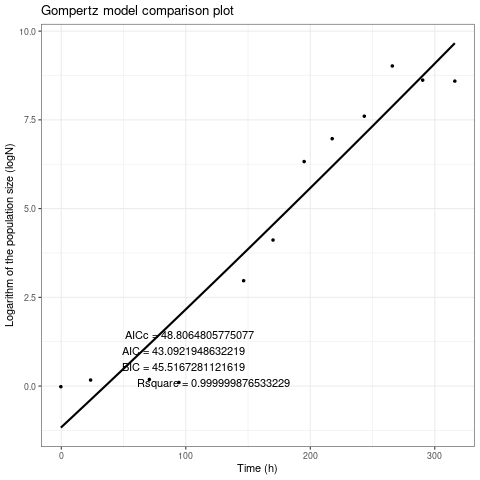 Gompertz model comparison plot
Logarithm of the population size (logN)
10.0
7.5
5.0
2.5
0.0
AICc = 48.8064805775077
AIC = 43.0921948632219
BIC = 45.5167281121619
Rsquare = 0.999999876533229
0 100 200 300
Time (h)